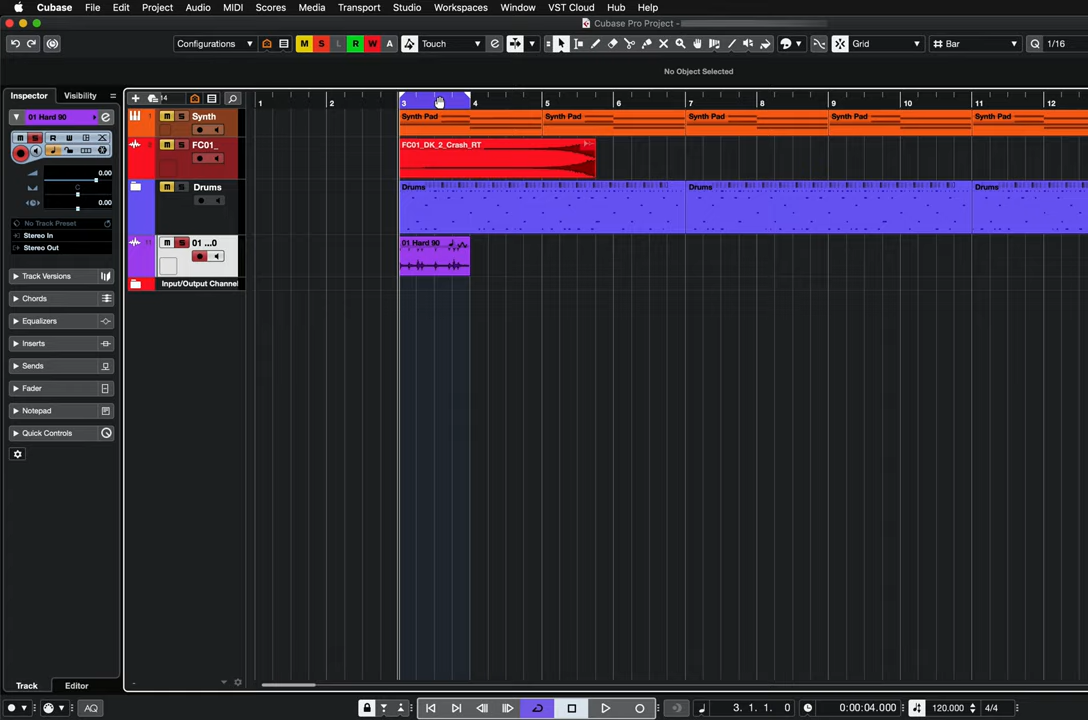 Cubase File Edit Project Audio MIDI Scores Media Transport Studio Workspaces Window VST Cloud Hub Help
Cubase Pro Project -
Configurations M S L R W A Touch Grid Bar Q 1/16
No Object Selected
Inspector Visibility 14 1 2 3 4 5 6 7 8 9 10 11 12
01 Hard 90 1 M S Synth Synth Pad Synth Pad Synth Pad Synth Pad Synth Pad
M S R W 8 M S FC01_ FC01_DK_2_Crash_RT
0.00
C
0.00
M S Drums Drums Drums Drums
No Track Preset
Stereo In
Stereo Out
11 M S 01 ...0 01 Hard 90
Track Versions
Input/Output Channel
Chords
Equalizers
Inserts
Sends
Fader
Notepad
Quick Controls
Track Editor
AQ 3. 1. 1. 0 0:00:04.000 120.000 4/4